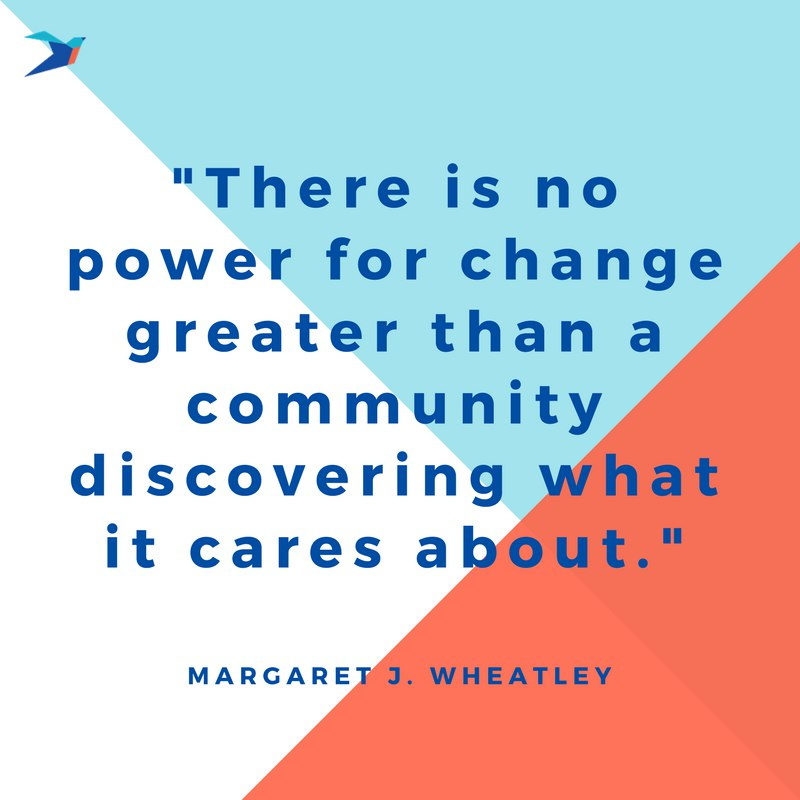 "There is no
power for change
greater than a
community
discovering what
it cares about."
MARGARET J. WHEATLEY